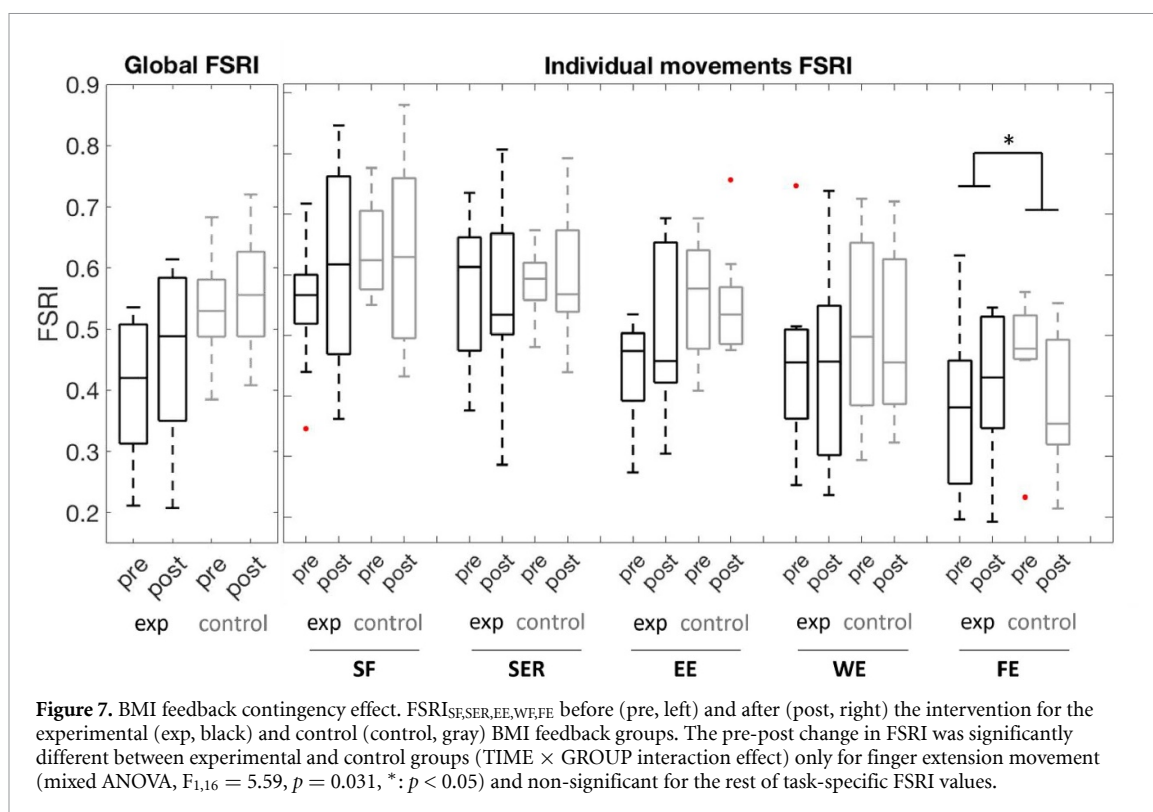 Global FSRI
Individual movements FSRI
FSRI
0.9
0.8
0.7
0.6
0.5
0.4
0.3
0.2
*
pre post pre post pre post pre post pre post pre post pre post pre post pre post pre post pre post pre post
exp control exp control exp control exp control exp control exp control
SF SER EE WE FE
Figure 7. BMI feedback contingency effect. FSRI_SF,SER,EE,WF,FE before (pre, left) and after (post, right) the intervention for the
experimental (exp, black) and control (control, gray) BMI feedback groups. The pre-post change in FSRI was significantly
different between experimental and control groups (TIME × GROUP interaction effect) only for finger extension movement
(mixed ANOVA, F_1,16 = 5.59, p = 0.031, *: p < 0.05) and non-significant for the rest of task-specific FSRI values.